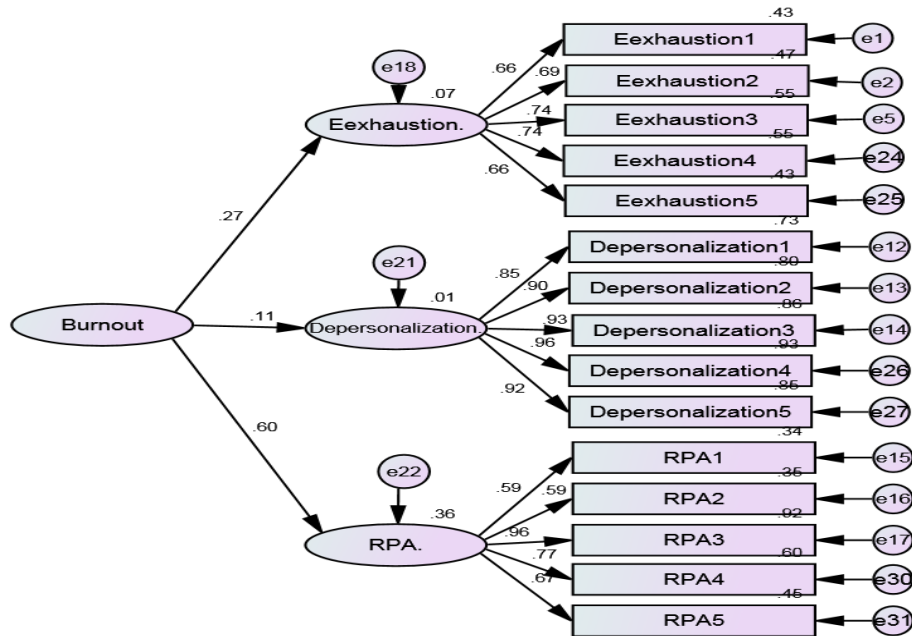 .43
Eexhaustion1
e1
.47
e18
.66
.69
Eexhaustion2
e2
.55
.07
.74
Eexhaustion3
e5
Eexhaustion.
.55
.74
Eexhaustion4
e24
.43
.66
Eexhaustion5
e25
.27
.73
e21
Depersonalization1
e12
.80
.85
.90
Depersonalization2
e13
.01
.86
Burnout
.11
Depersonalization.
.93
Depersonalization3
e14
.93
.96
Depersonalization4
e26
.85
.92
Depersonalization5
e27
.34
.60
RPA1
e15
e22
.35
.59
.59
RPA2
e16
.36
.92
.96
RPA3
e17
RPA.
.60
.77
RPA4
e30
.67
.45
RPA5
e31